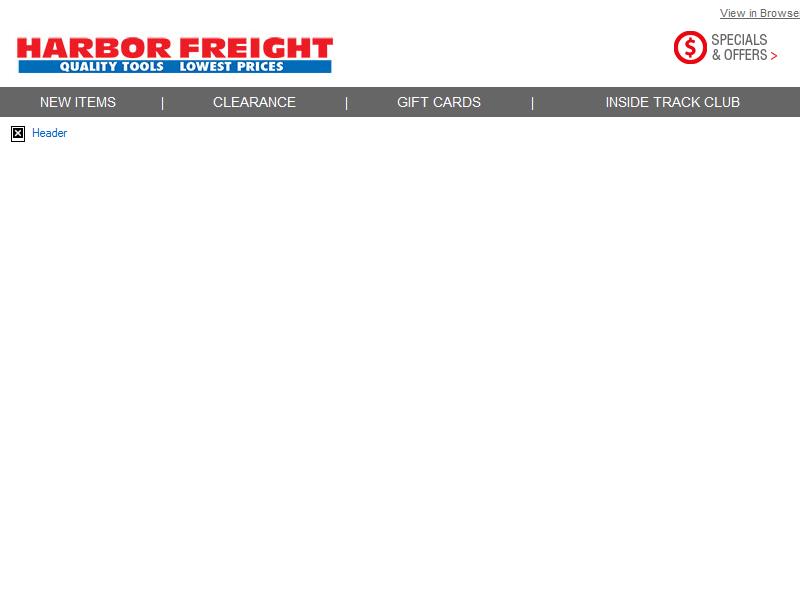 View in Browse
HARBOR FREIGHT
QUALITY TOOLS LOWEST PRICES
SPECIALS
& OFFERS >
NEW ITEMS | CLEARANCE | GIFT CARDS | INSIDE TRACK CLUB
Header